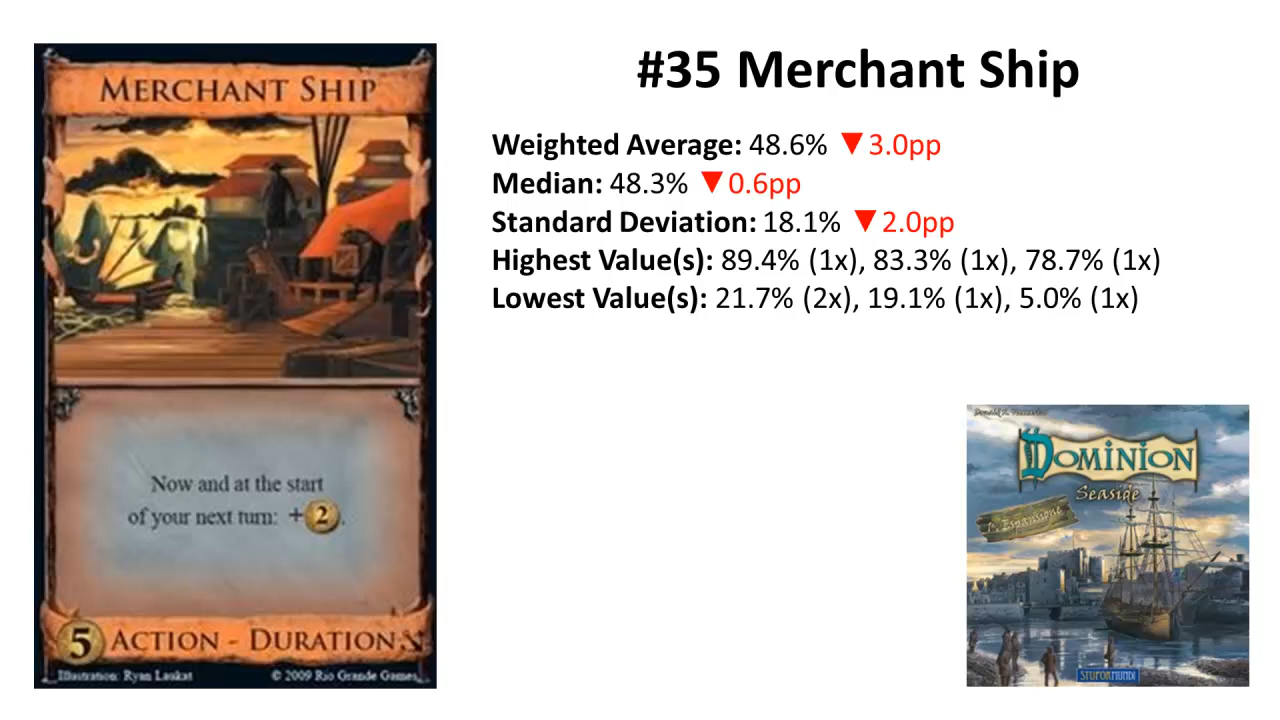 MERCHANT SHIP
Now and at the start
of your next turn: +2.
5 ACTION - DURATION
Illustration: Ryan Laukat © 2009 Rio Grande Games
#35 Merchant Ship
Weighted Average: 48.6% ▼3.0pp
Median: 48.3% ▼0.6pp
Standard Deviation: 18.1% ▼2.0pp
Highest Value(s): 89.4% (1x), 83.3% (1x), 78.7% (1x)
Lowest Value(s): 21.7% (2x), 19.1% (1x), 5.0% (1x)
DOMINION
Seaside
Espansione
STUPORMUNDI